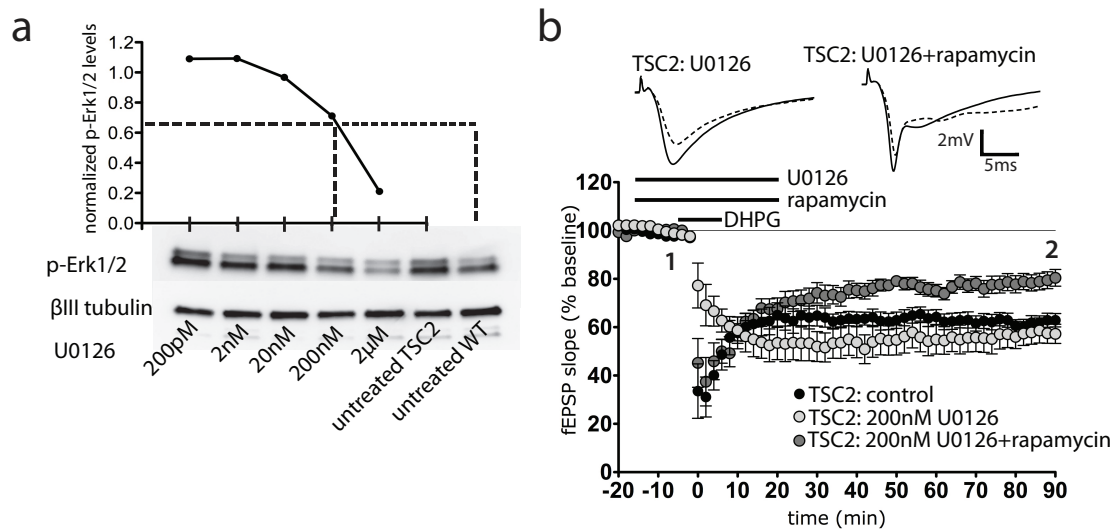 a
normalized p-Erk1/2 levels
1.2
1.0
0.8
0.6
0.4
0.2
0.0
p-Erk1/2
βIII tubulin
U0126
200pM
2nM
20nM
200nM
2μM
untreated TSC2
untreated WT
b
TSC2: U0126
TSC2: U0126+rapamycin
2mV
5ms
U0126
rapamycin
DHPG
1
2
fEPSP slope (% baseline)
120
100
80
60
40
20
0
TSC2: control
TSC2: 200nM U0126
TSC2: 200nM U0126+rapamycin
-20 -10 0 10 20 30 40 50 60 70 80 90
time (min)